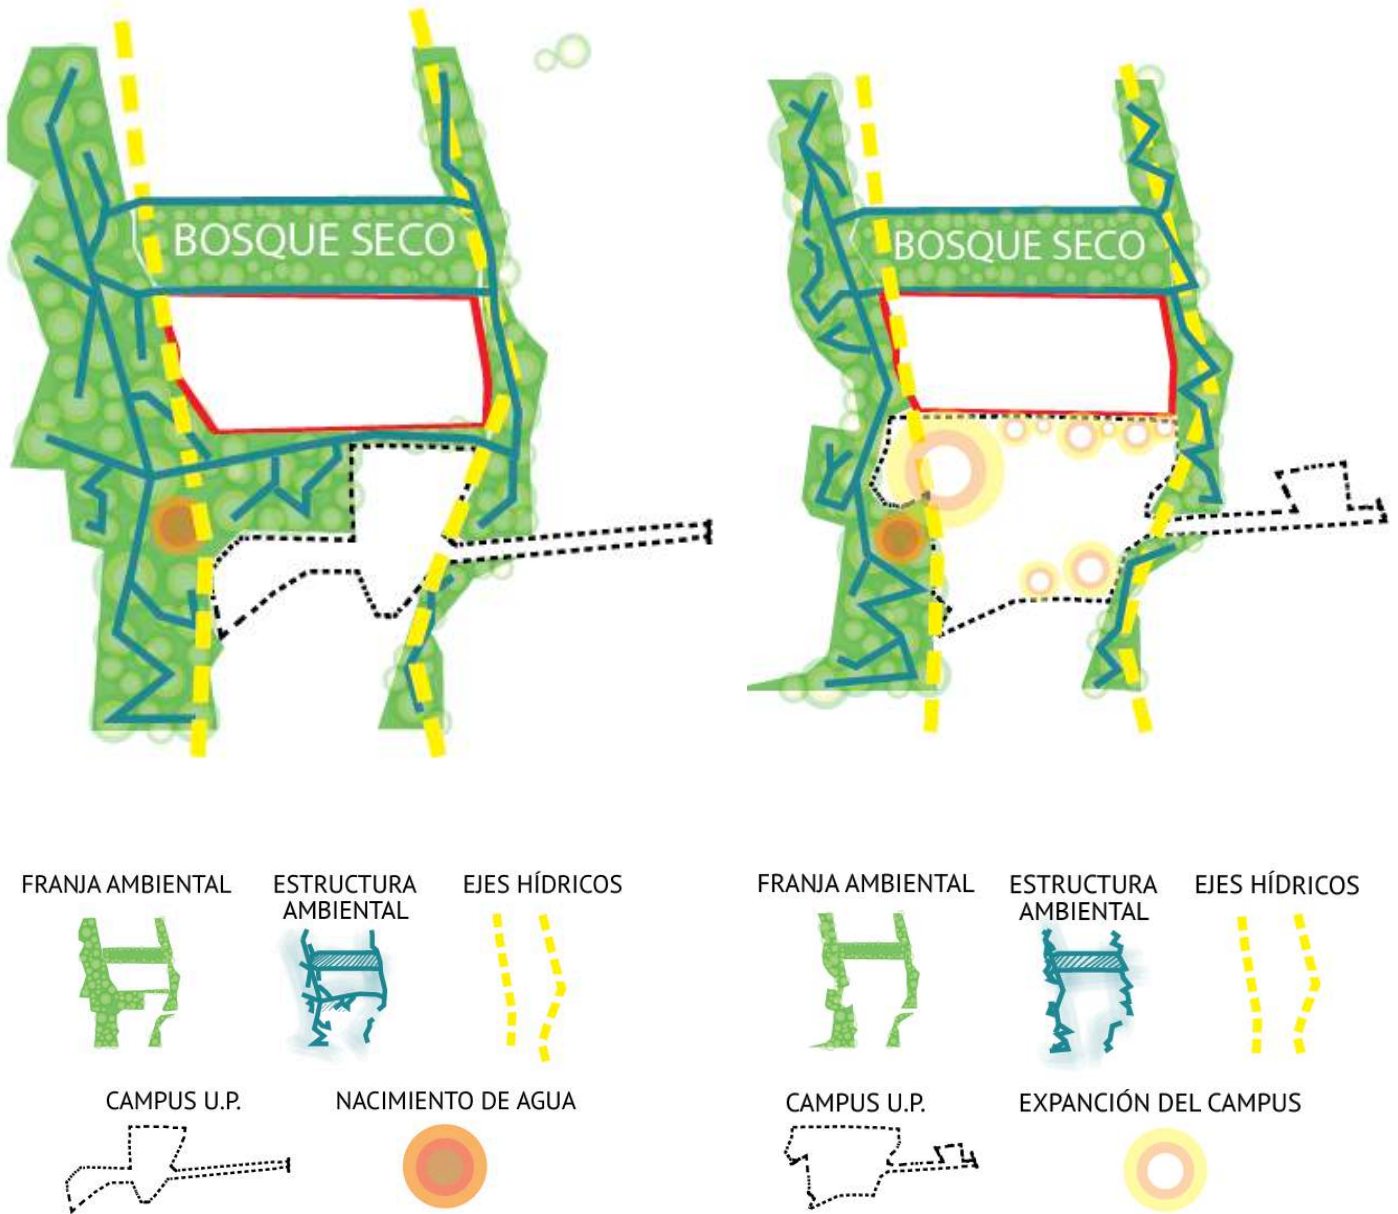 BOSQUE SECO
BOSQUE SECO
FRANJA AMBIENTAL
ESTRUCTURA
AMBIENTAL
EJES HÍDRICOS
CAMPUS U.P.
NACIMIENTO DE AGUA
FRANJA AMBIENTAL
ESTRUCTURA
AMBIENTAL
EJES HÍDRICOS
CAMPUS U.P.
EXPANCIÓN DEL CAMPUS